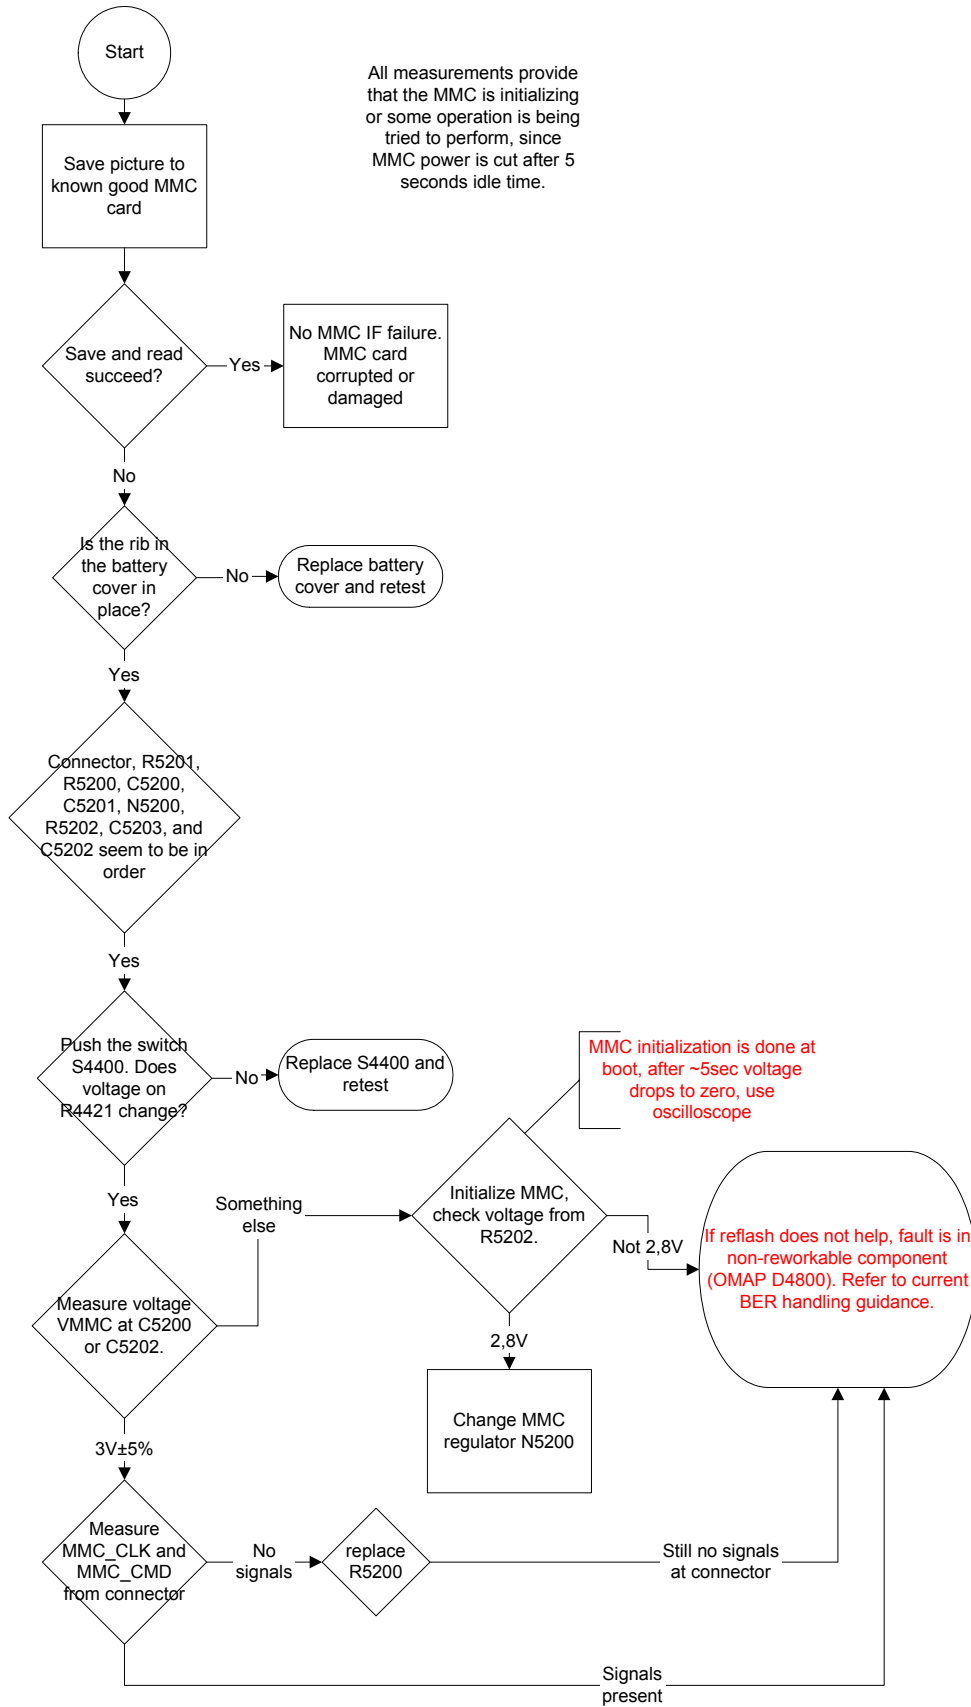 Start
All measurements provide
that the MMC is initializing
or some operation is being
tried to perform, since
MMC power is cut after 5
seconds idle time.
Save picture to
known good MMC
card
Save and read
succeed?
Yes
No MMC IF failure.
MMC card
corrupted or
damaged
No
Is the rib in
the battery
cover in
place?
No
Replace battery
cover and retest
Yes
Connector, R5201,
R5200, C5200,
C5201, N5200,
R5202, C5203, and
C5202 seem to be in
order
Yes
Push the switch
S4400. Does
voltage on
R4421 change?
No
Replace S4400 and
retest
MMC initialization is done at
boot, after ~5sec voltage
drops to zero, use
oscilloscope
Yes
Something
else
Initialize MMC,
check voltage from
R5202.
Not 2,8V
If reflash does not help, fault is in
non-reworkable component
(OMAP D4800). Refer to current
BER handling guidance.
Measure voltage
VMMC at C5200
or C5202.
2,8V
Change MMC
regulator N5200
3V±5%
Measure
MMC_CLK and
MMC_CMD
from connector
No
signals
replace
R5200
Still no signals
at connector
Signals
present